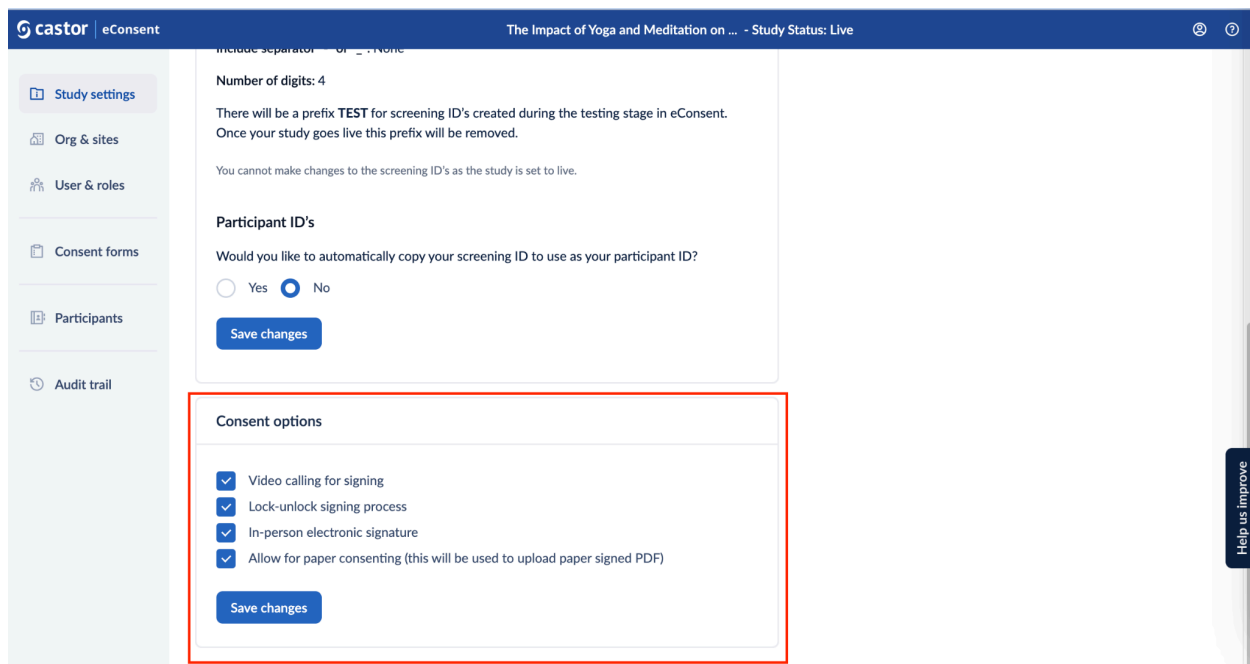 castor eConsent
The Impact of Yoga and Meditation on ... - Study Status: Live
Include separator "-" or "_": None
Study settings
Org & sites
User & roles
Consent forms
Participants
Audit trail
Number of digits: 4
There will be a prefix TEST for screening ID's created during the testing stage in eConsent.
Once your study goes live this prefix will be removed.
You cannot make changes to the screening ID's as the study is set to live.
Participant ID's
Would you like to automatically copy your screening ID to use as your participant ID?
Yes No
Save changes
Consent options
Video calling for signing
Lock-unlock signing process
In-person electronic signature
Allow for paper consenting (this will be used to upload paper signed PDF)
Save changes
Help us improve